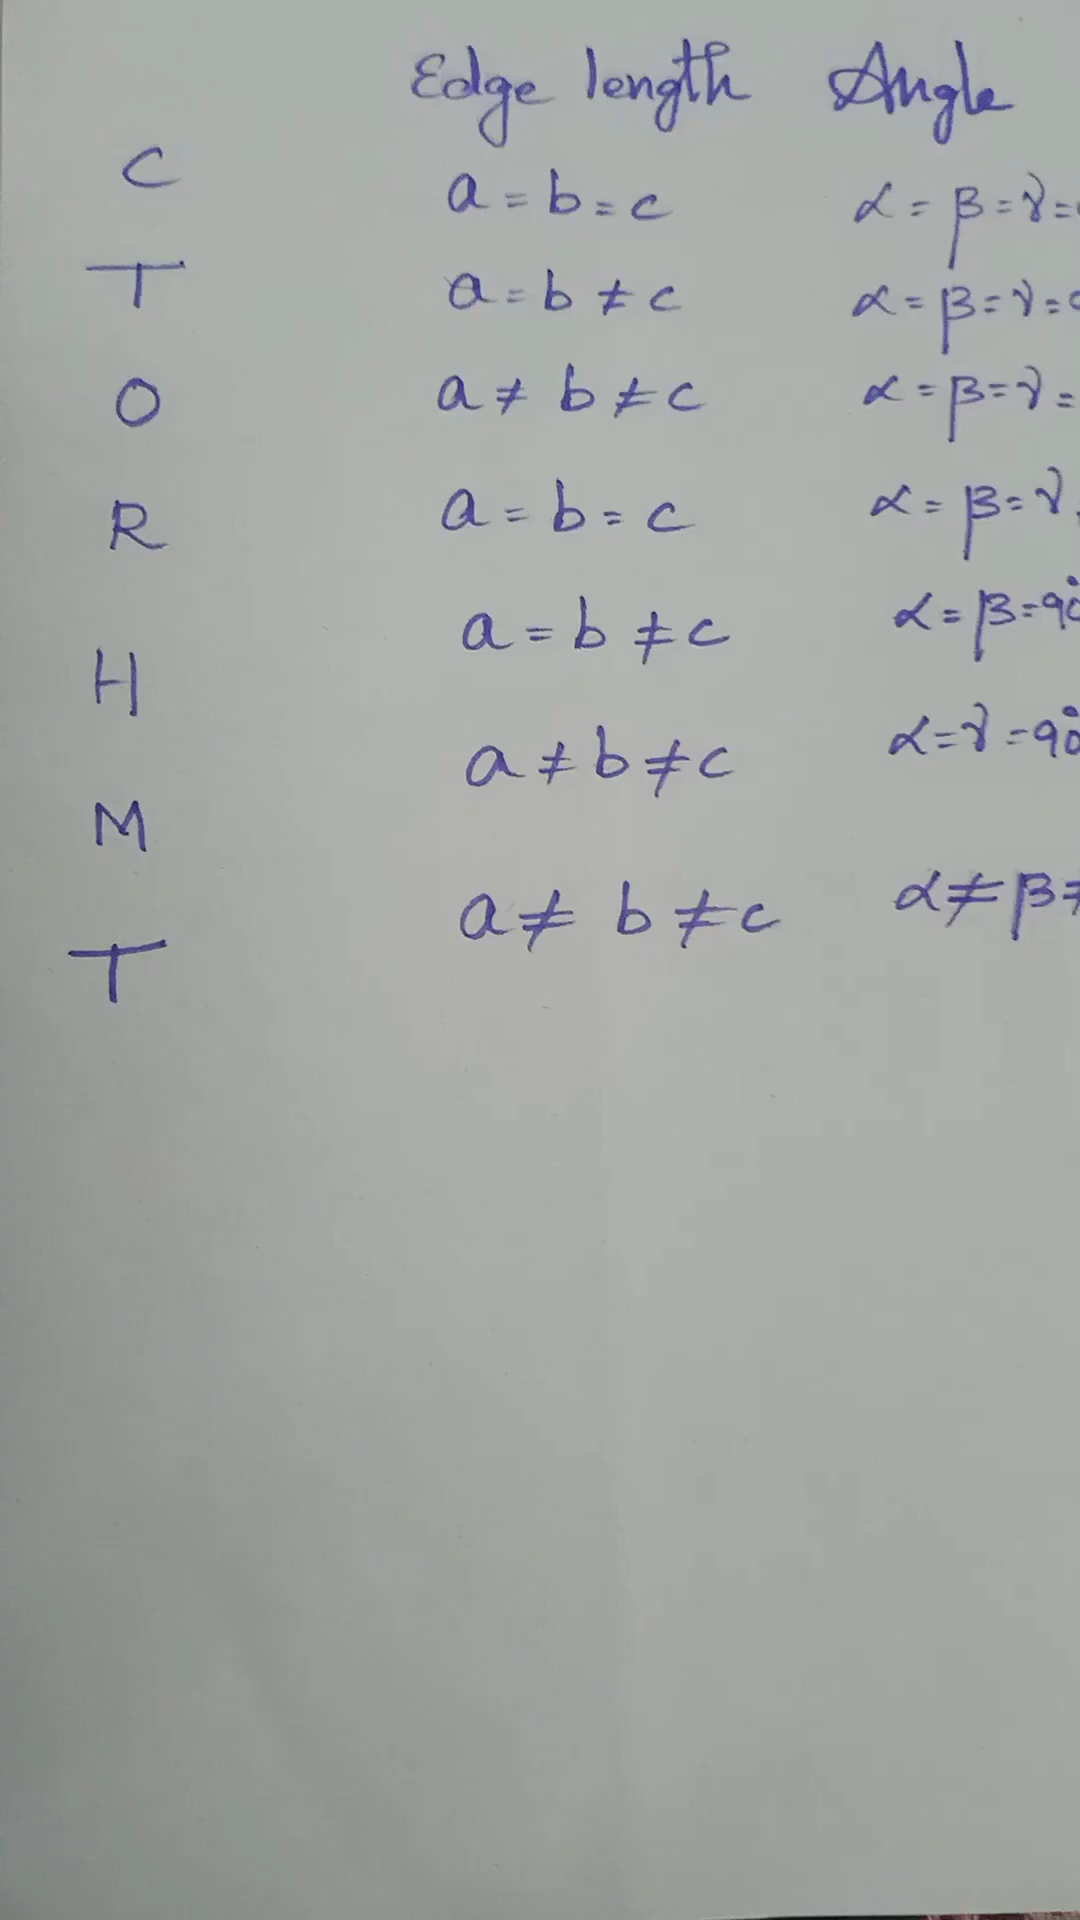 Edge length Angle
C a = b = c α = β = γ =
T a = b ≠ c α = β = γ =
O a ≠ b ≠ c α = β = γ =
R a = b = c α = β = γ
H a = b ≠ c α = β = 90°
M a ≠ b ≠ c α = γ = 90°
T a ≠ b ≠ c α ≠ β ≠